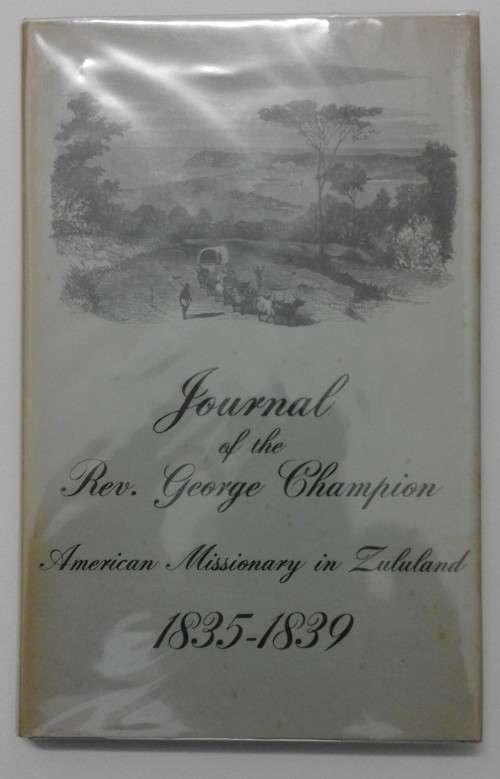 Journal
of the
Rev. George Champion
American Missionary in Zululand
1835-1839